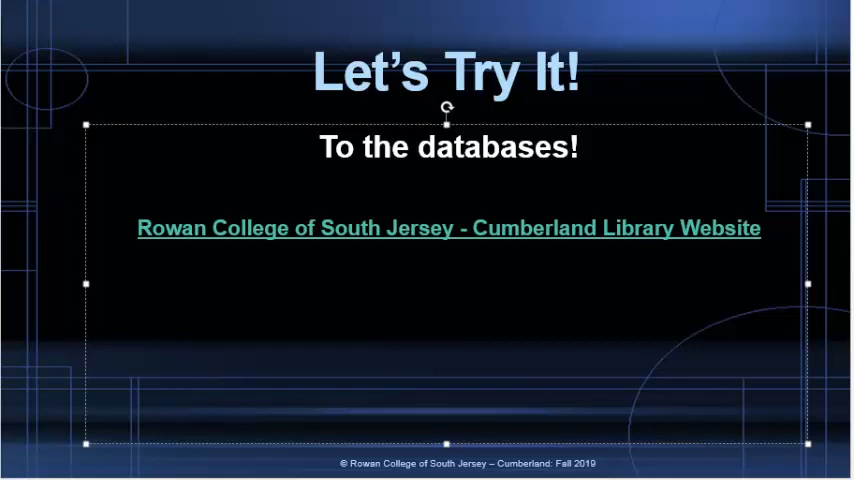 Let’s Try It!
To the databases!
Rowan College of South Jersey - Cumberland Library Website
© Rowan College of South Jersey – Cumberland: Fall 2019